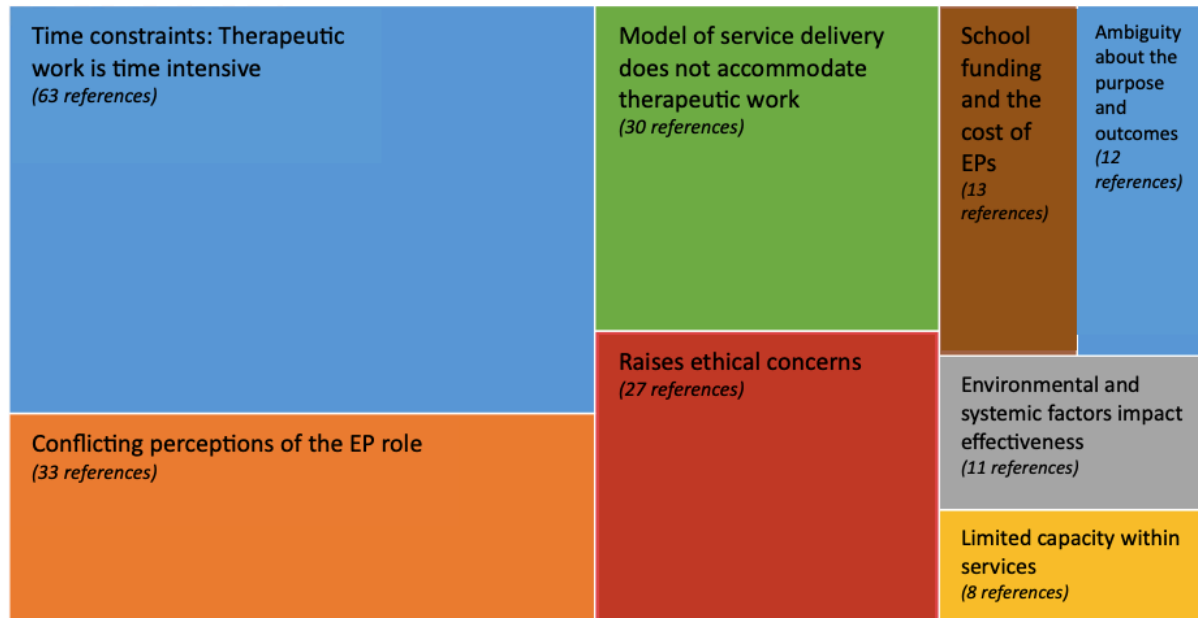 Time constraints: Therapeutic
work is time intensive
(63 references)
Conflicting perceptions of the EP role
(33 references)
Model of service delivery
does not accommodate
therapeutic work
(30 references)
Raises ethical concerns
(27 references)
School
funding
and the
cost of
EPs
(13
references)
Ambiguity
about the
purpose
and
outcomes
(12
references)
Environmental and
systemic factors impact
effectiveness
(11 references)
Limited capacity within
services
(8 references)